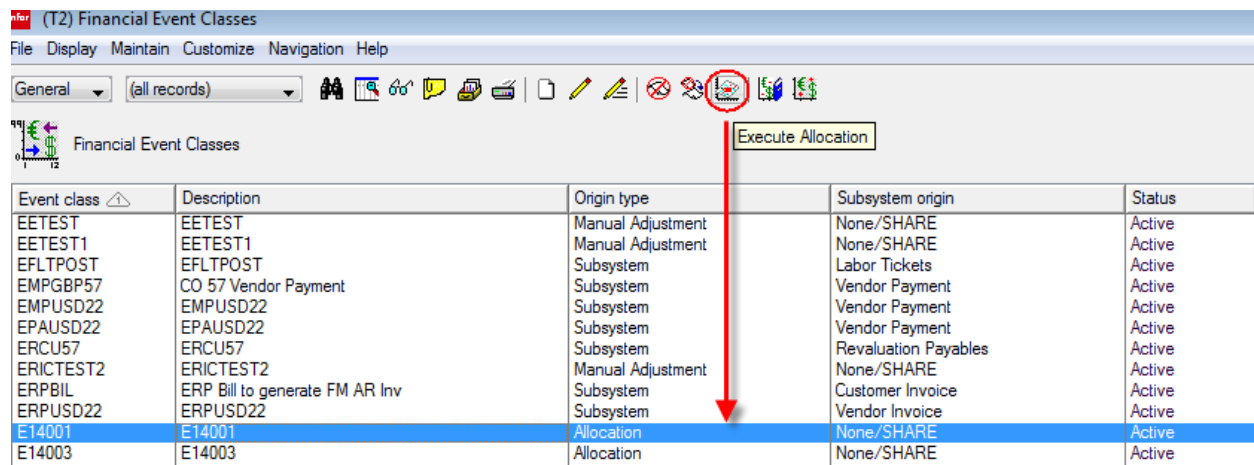 infor (T2) Financial Event Classes
File Display Maintain Customize Navigation Help
General (all records)
Execute Allocation
Financial Event Classes
Event class Description Origin type Subsystem origin Status
EETEST EETEST Manual Adjustment None/SHARE Active
EETEST1 EETEST1 Manual Adjustment None/SHARE Active
EFLTPOST EFLTPOST Subsystem Labor Tickets Active
EMPGBP57 CO 57 Vendor Payment Subsystem Vendor Payment Active
EMPUSD22 EMPUSD22 Subsystem Vendor Payment Active
EPAUSD22 EPAUSD22 Subsystem Vendor Payment Active
ERCU57 ERCU57 Subsystem Revaluation Payables Active
ERICTEST2 ERICTEST2 Manual Adjustment None/SHARE Active
ERPBIL ERP Bill to generate FM AR Inv Subsystem Customer Invoice Active
ERPUSD22 ERPUSD22 Subsystem Vendor Invoice Active
E14001 E14001 Allocation None/SHARE Active
E14003 E14003 Allocation None/SHARE Active